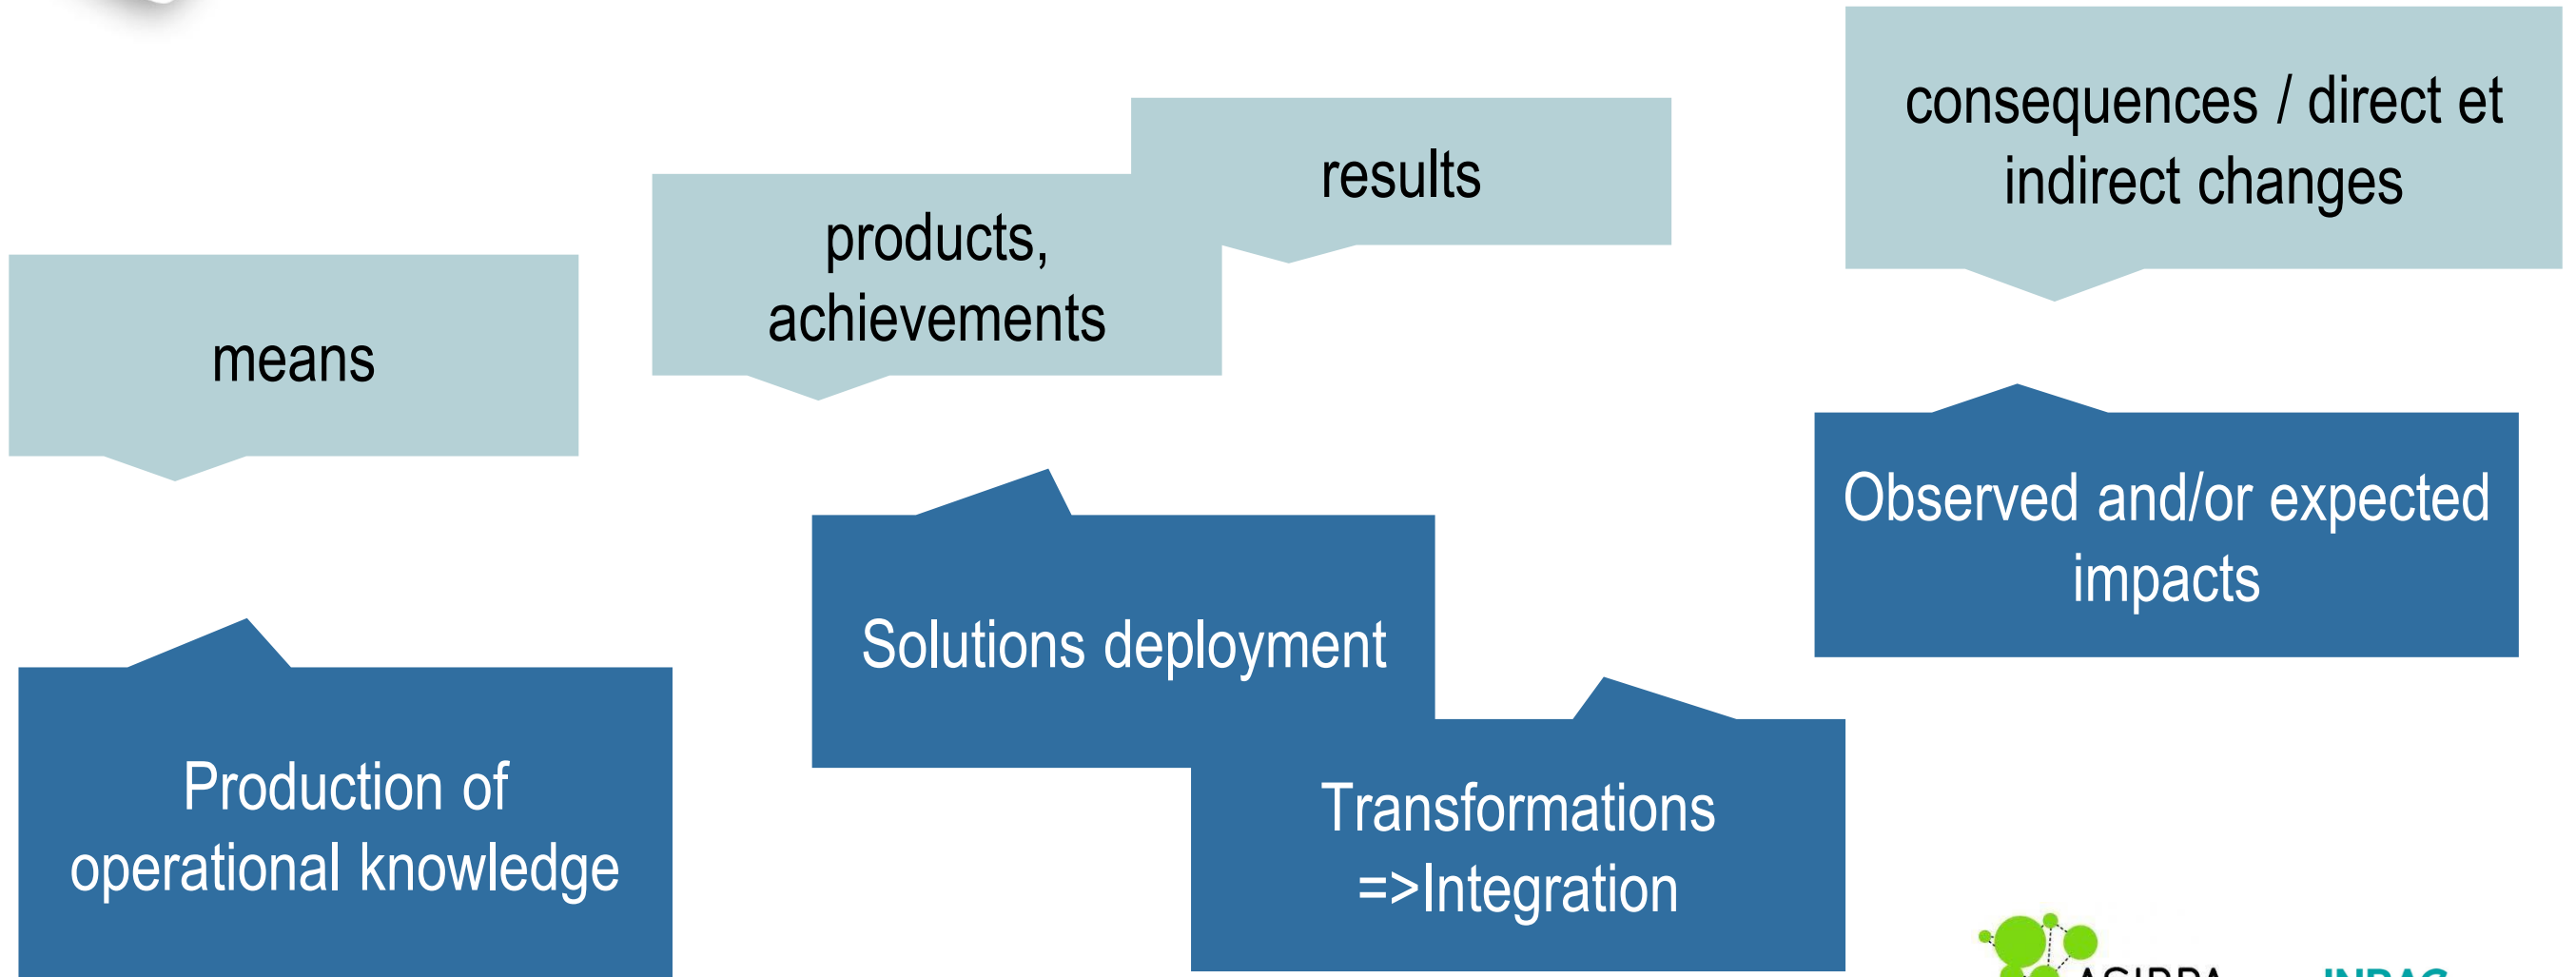 means
products,
achievements
results
consequences / direct et
indirect changes
Production of
operational knowledge
Solutions deployment
Transformations
=>Integration
Observed and/or expected
impacts